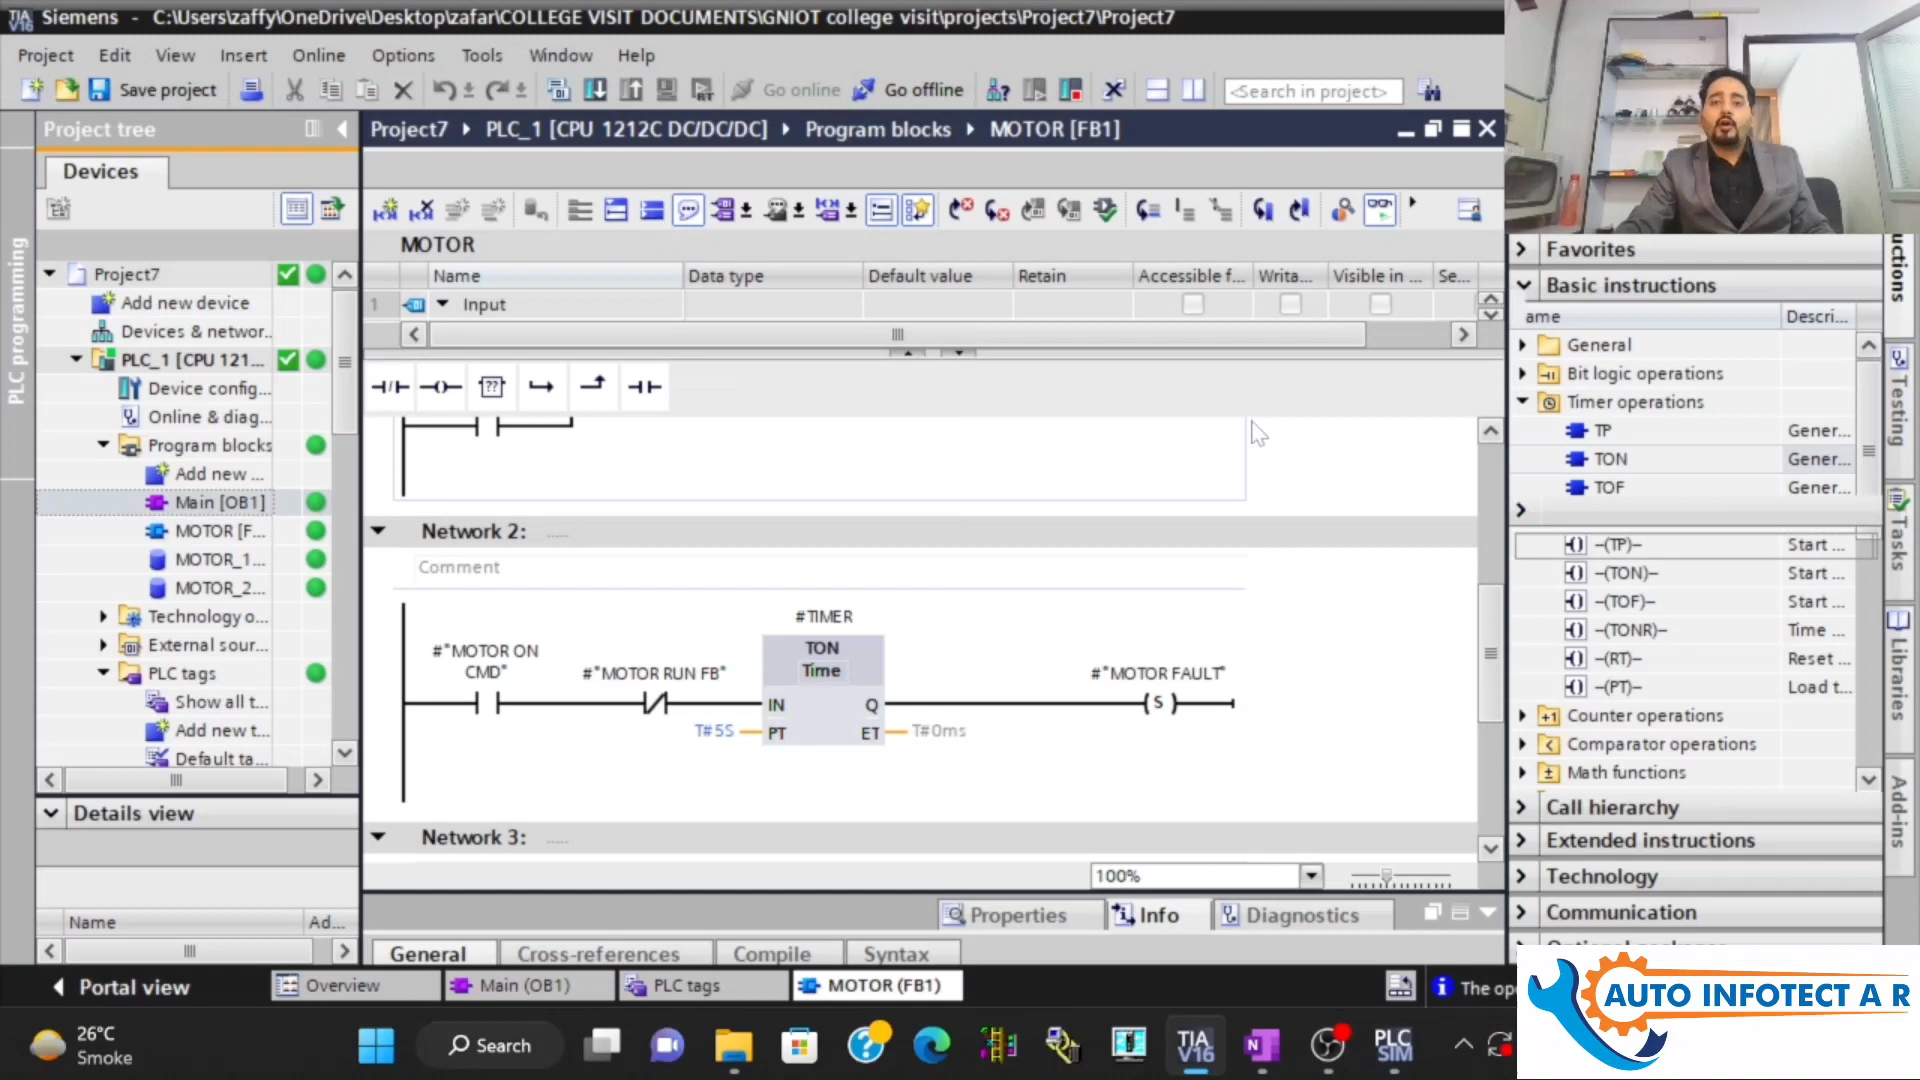 TIA V16 Siemens - C:\Users\zaffy\OneDrive\Desktop\zafar\COLLEGE VISIT DOCUMENTS\GNIOT college visit\projects\Project7\Project7
Project Edit View Insert Online Options Tools Window Help
Save project Go online Go offline <Search in project>
Project tree
Devices
PLC programming
Project7
Add new device
Devices & networ...
PLC_1 [CPU 121...
Device config...
Online & diag...
Program blocks
Add new ...
Main [OB1]
MOTOR [F...
MOTOR_1...
MOTOR_2...
Technology o...
External sour...
PLC tags
Show all t...
Add new t...
Default ta...
Details view
Name Ad...
Project7 PLC_1 [CPU 1212C DC/DC/DC] Program blocks MOTOR [FB1]
MOTOR
Name Data type Default value Retain Accessible f... Writa... Visible in ... Se...
1 Input
??
Network 2: .....
Comment
#TIMER
TON
Time
#"MOTOR ON
CMD"
#"MOTOR RUN FB"
#"MOTOR FAULT"
IN Q
S
T#5S PT ET T#0ms
Network 3: .....
100%
Properties Info Diagnostics
General Cross-references Compile Syntax
Favorites
Basic instructions
ame Descri...
General
Bit logic operations
Timer operations
TP Gener...
TON Gener...
TOF Gener...
-(TP)- Start ...
-(TON)- Start ...
-(TOF)- Start ...
-(TONR)- Time ...
-(RT)- Reset ...
-(PT)- Load t...
Counter operations
Comparator operations
Math functions
Call hierarchy
Extended instructions
Technology
Communication
uctions
Testing
Tasks
Libraries
Add-ins
Portal view Overview Main (OB1) PLC tags MOTOR (FB1) The op
AUTO INFOTECT A R
26°C
Smoke
Search
TIA
V16
N
PLC
SIM